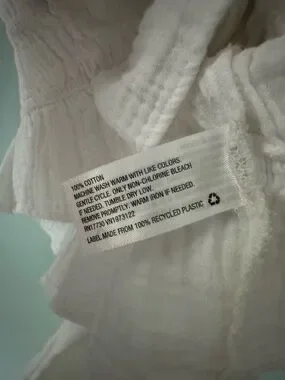 100% COTTON
MACHINE WASH WARM WITH LIKE COLORS
GENTLE CYCLE. ONLY NON-CHLORINE BLEACH
IF NEEDED. TUMBLE DRY LOW.
REMOVE PROMPTLY. WARM IRON IF NEEDED.
RN17730 VN1973122
LABEL MADE FROM 100% RECYCLED PLASTIC